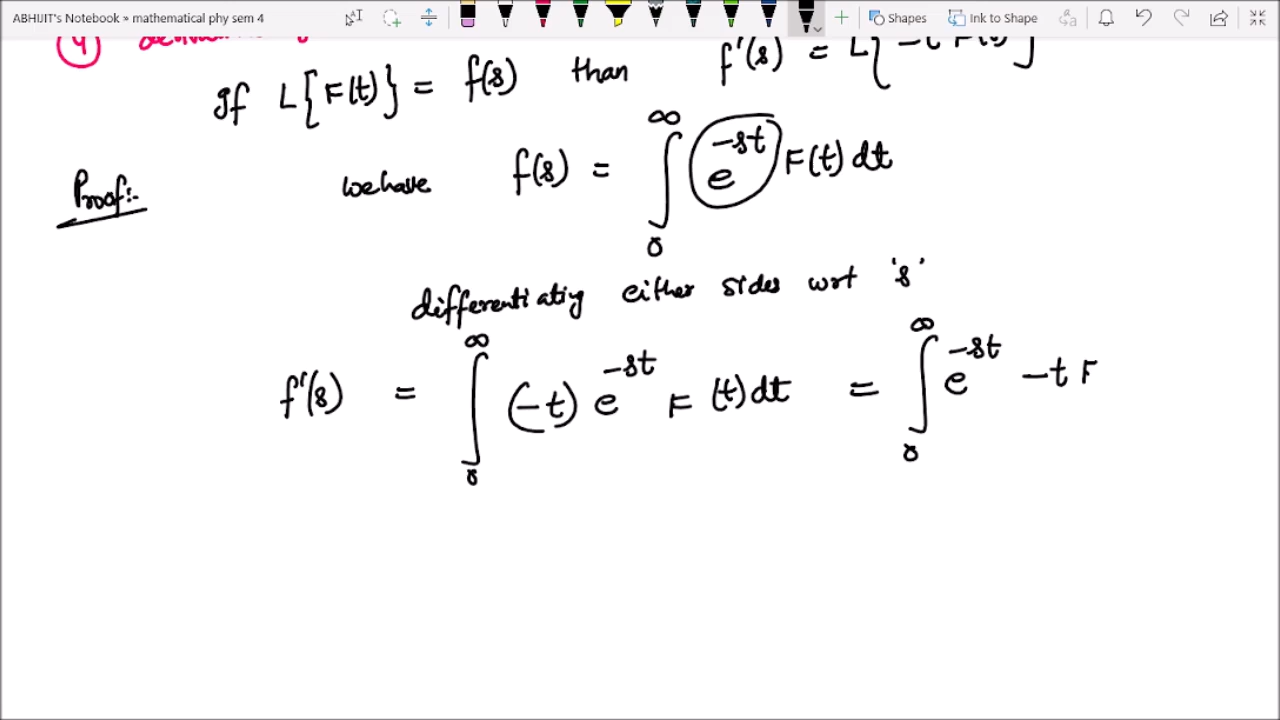 ABHIJIT's Notebook » mathematical phy sem 4
Shapes
Ink to Shape
(4)
If L{F(t)} = f(s) than f'(s) = L{-t F(t)}
Proof:- we have f(s) = ∫₀^∞ e^{-st} F(t) dt
differentiating either sides wrt 's'
f'(s) = ∫₀^∞ (-t) e^{-st} F (t) dt = ∫₀^∞ e^{-st} -t F